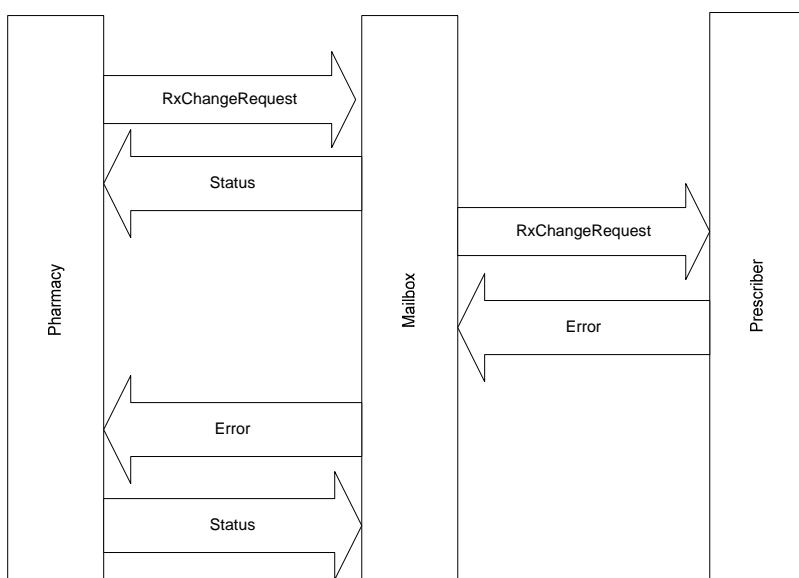 RxChangeRequest
Status
RxChangeRequest
Pharmacy
Mailbox
Prescriber
Error
Error
Status